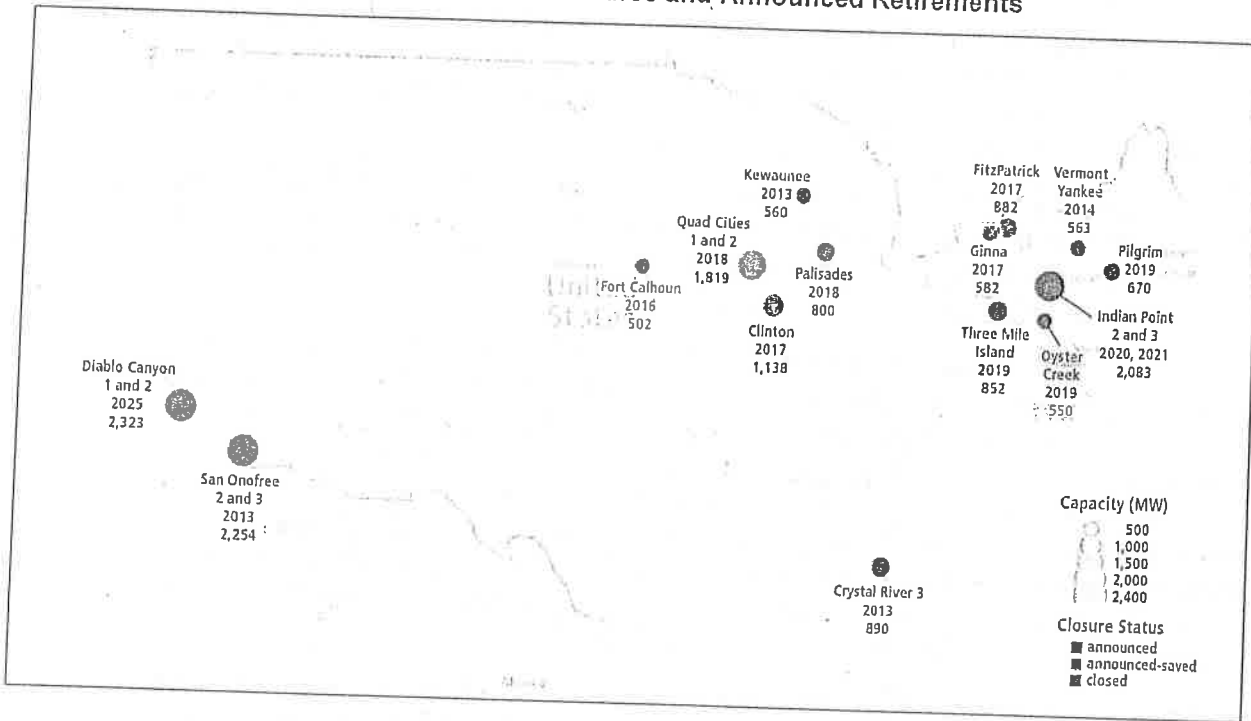 and Announced Retirements
Kewaunee
2013
560
FitzPatrick
2017
882
Vermont
Yankee
2014
563
Quad Cities
1 and 2
2018
1,819
Ginna
2017
582
Pilgrim
2019
670
Palisades
2018
800
Fort Calhoun
2016
502
Clinton
2017
1,138
Three Mile
Island
2019
852
Oyster
Creek
2019
550
Indian Point
2 and 3
2020, 2021
2,083
Diablo Canyon
1 and 2
2025
2,323
San Onofree
2 and 3
2013
2,254
Crystal River 3
2013
890
Capacity (MW)
500
1,000
1,500
2,000
2,400
Closure Status
announced
announced-saved
closed